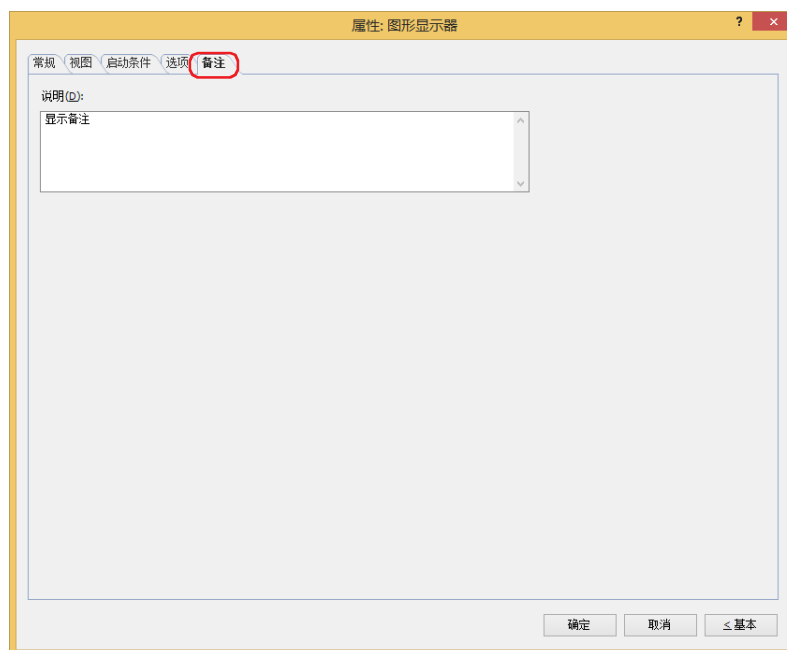 属性: 图形显示器
? ×
常规 视图 启动条件 选项 备注
说明(D):
显示备注
确定 取消 ≤基本